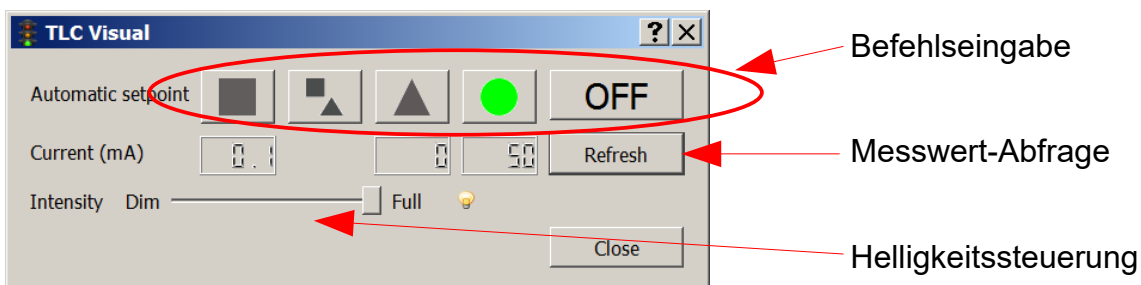 TLC Visual ? ×
Befehlseingabe
Automatic setpoint OFF
Current (mA) 0.1 0 50 Refresh
Messwert-Abfrage
Intensity Dim Full
Close
Helligkeitssteuerung